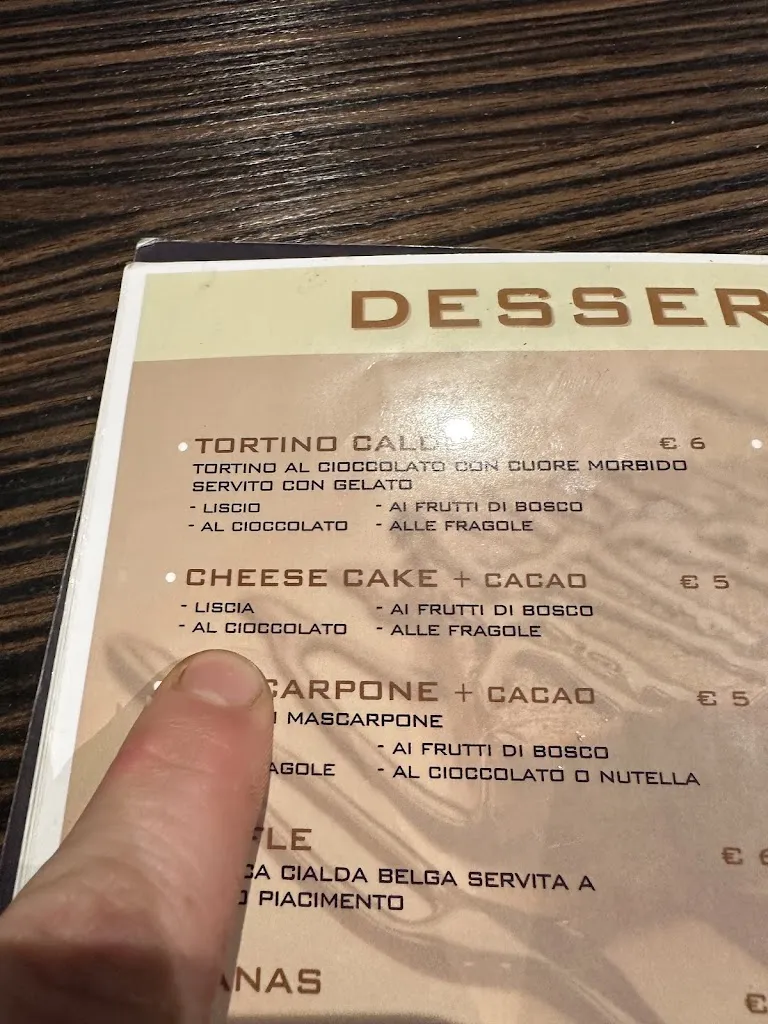 DESSER
TORTINO CALD € 6
TORTINO AL CIOCCOLATO CON CUORE MORBIDO
SERVITO CON GELATO
- LISCIO - AI FRUTTI DI BOSCO
- AL CIOCCOLATO - ALLE FRAGOLE
CHEESE CAKE + CACAO € 5
- LISCIA - AI FRUTTI DI BOSCO
- AL CIOCCOLATO - ALLE FRAGOLE
CARPONE + CACAO € 5
MASCARPONE
- AI FRUTTI DI BOSCO
AGOLE - AL CIOCCOLATO O NUTELLA
FLE €
CA CIALDA BELGA SERVITA A
PIACIMENTO
ANAS €